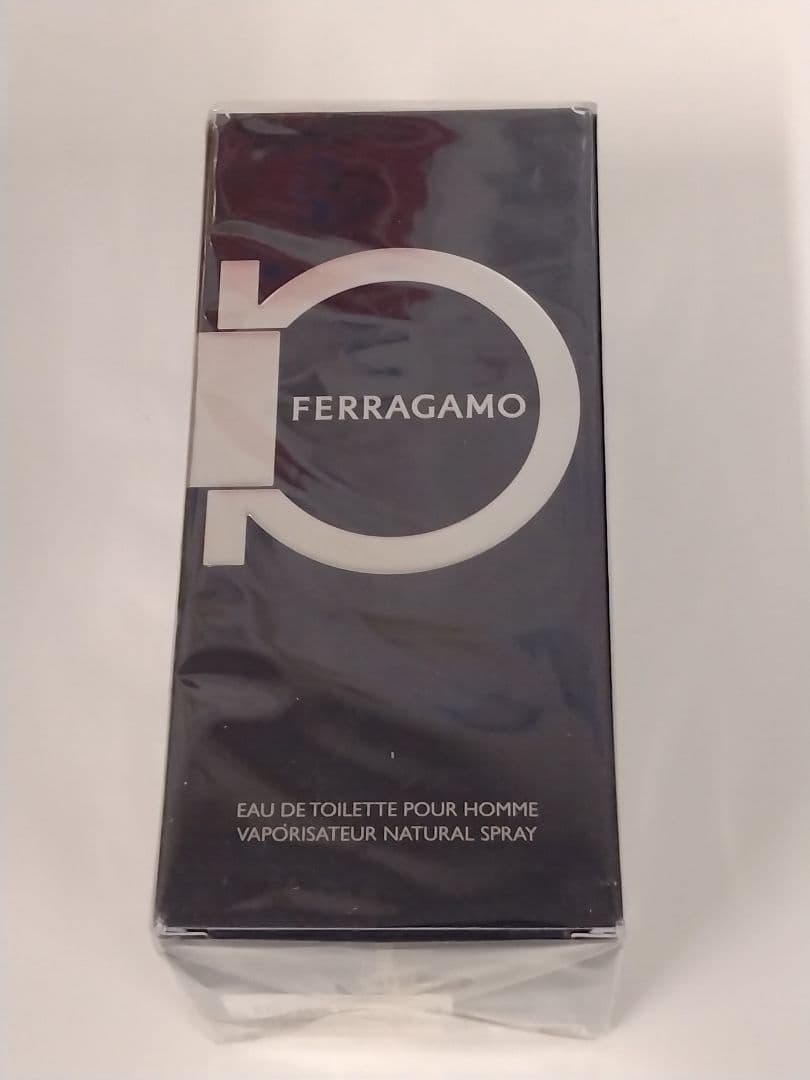 FERRAGAMO
EAU DE TOILETTE POUR HOMME
VAPORISATEUR NATURAL SPRAY